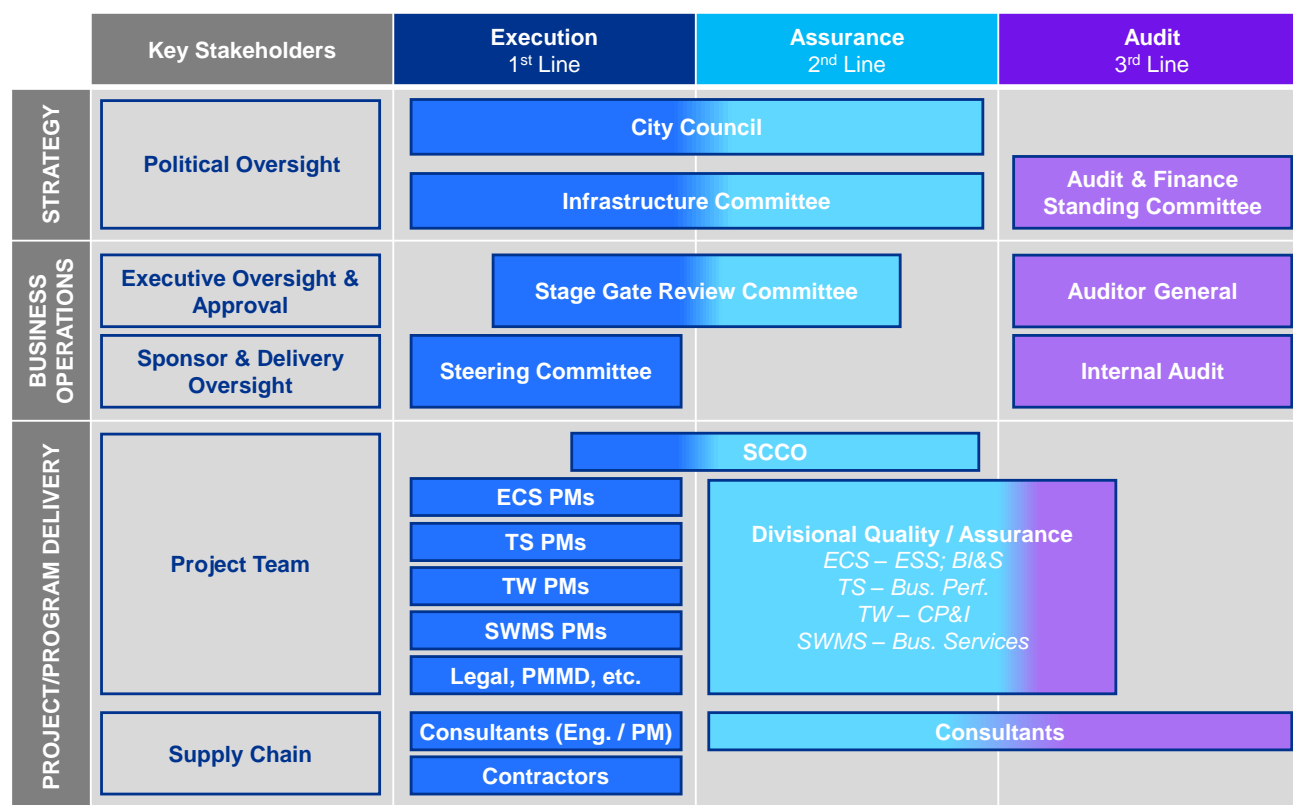 Key Stakeholders
Execution
1st Line
Assurance
2nd Line
Audit
3rd Line
STRATEGY
Political Oversight
City Council
Infrastructure Committee
Audit & Finance
Standing Committee
BUSINESS
OPERATIONS
Executive Oversight &
Approval
Stage Gate Review Committee
Auditor General
Sponsor & Delivery
Oversight
Steering Committee
Internal Audit
PROJECT/PROGRAM DELIVERY
Project Team
SCCO
ECS PMs
TS PMs
TW PMs
SWMS PMs
Legal, PMMD, etc.
Divisional Quality / Assurance
ECS – ESS; BI&S
TS – Bus. Perf.
TW – CP&I
SWMS – Bus. Services
Supply Chain
Consultants (Eng. / PM)
Consultants
Contractors